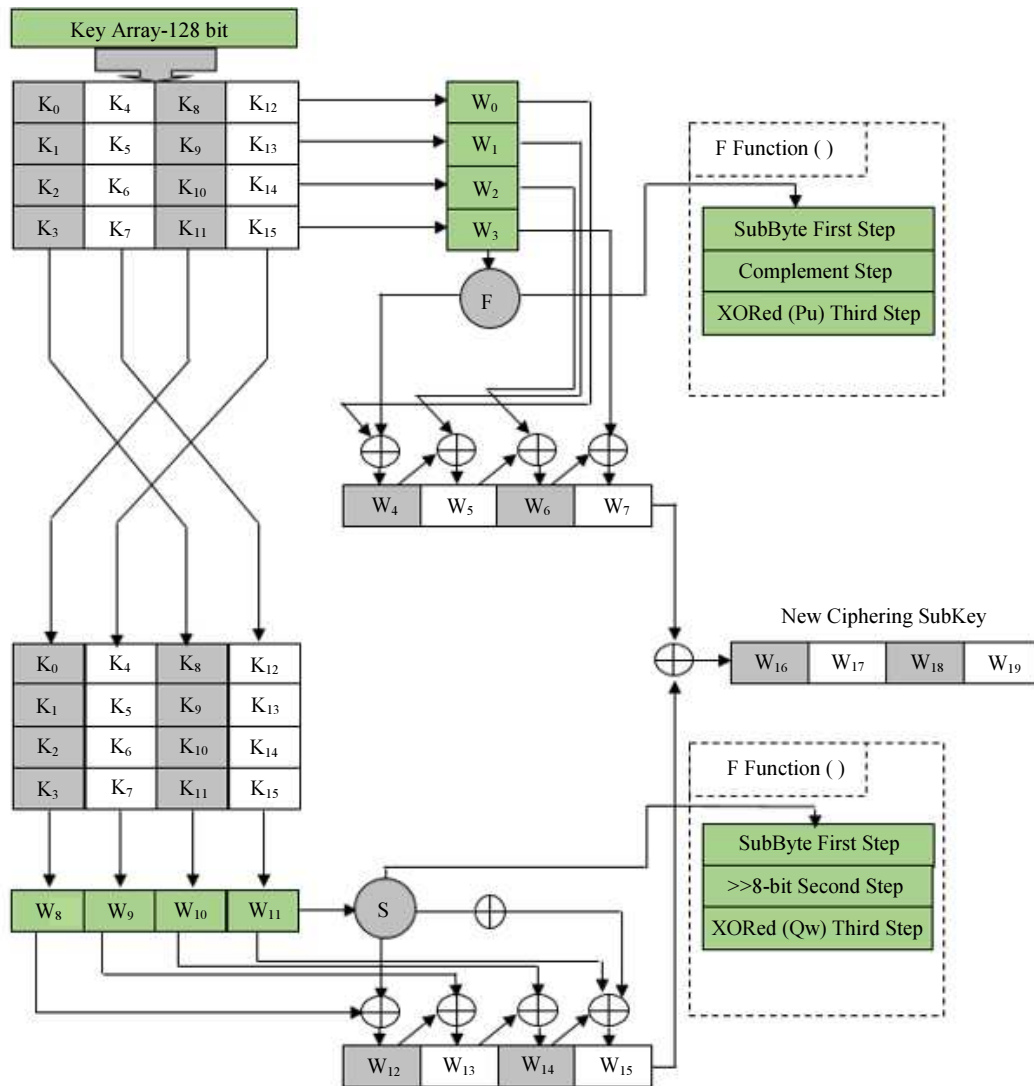 Key Array-128 bit
K0 K4 K8 K12
K1 K5 K9 K13
K2 K6 K10 K14
K3 K7 K11 K15
W0
W1
W2
W3
F
F Function ( )
SubByte First Step
Complement Step
XORed (Pu) Third Step
W4 W5 W6 W7
New Ciphering SubKey
W16 W17 W18 W19
K0 K4 K8 K12
K1 K5 K9 K13
K2 K6 K10 K14
K3 K7 K11 K15
W8 W9 W10 W11
S
F Function ( )
SubByte First Step
>>8-bit Second Step
XORed (Qw) Third Step
W12 W13 W14 W15